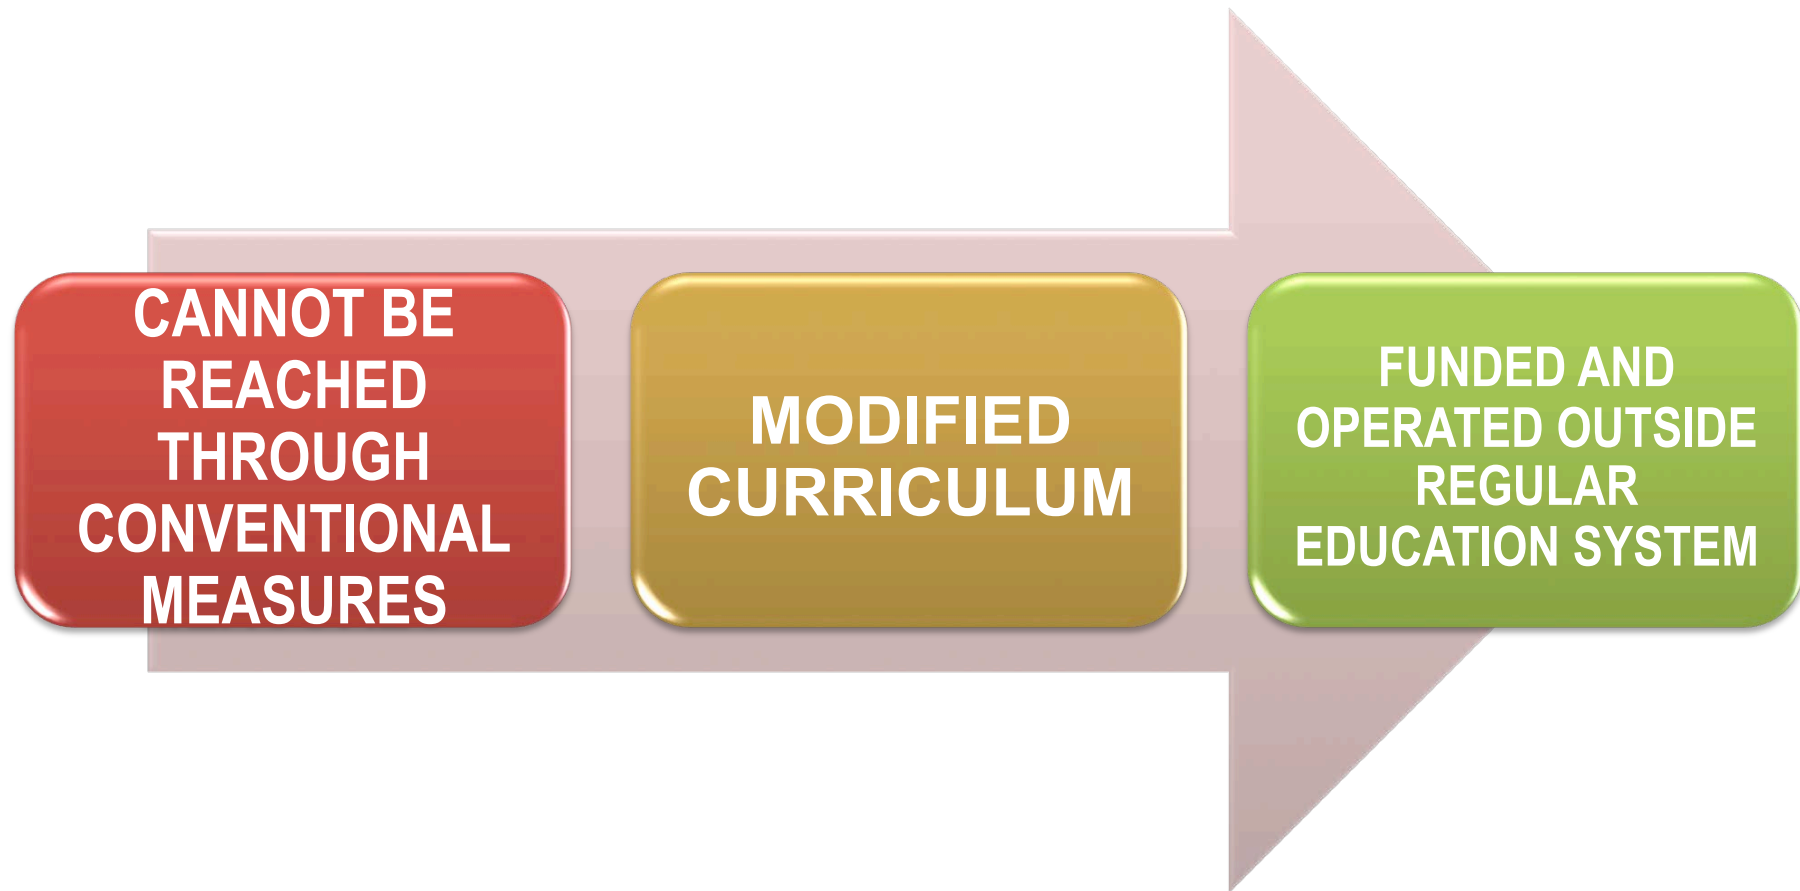 CANNOT BE
REACHED
THROUGH
CONVENTIONAL
MEASURES
MODIFIED
CURRICULUM
FUNDED AND
OPERATED OUTSIDE
REGULAR
EDUCATION SYSTEM